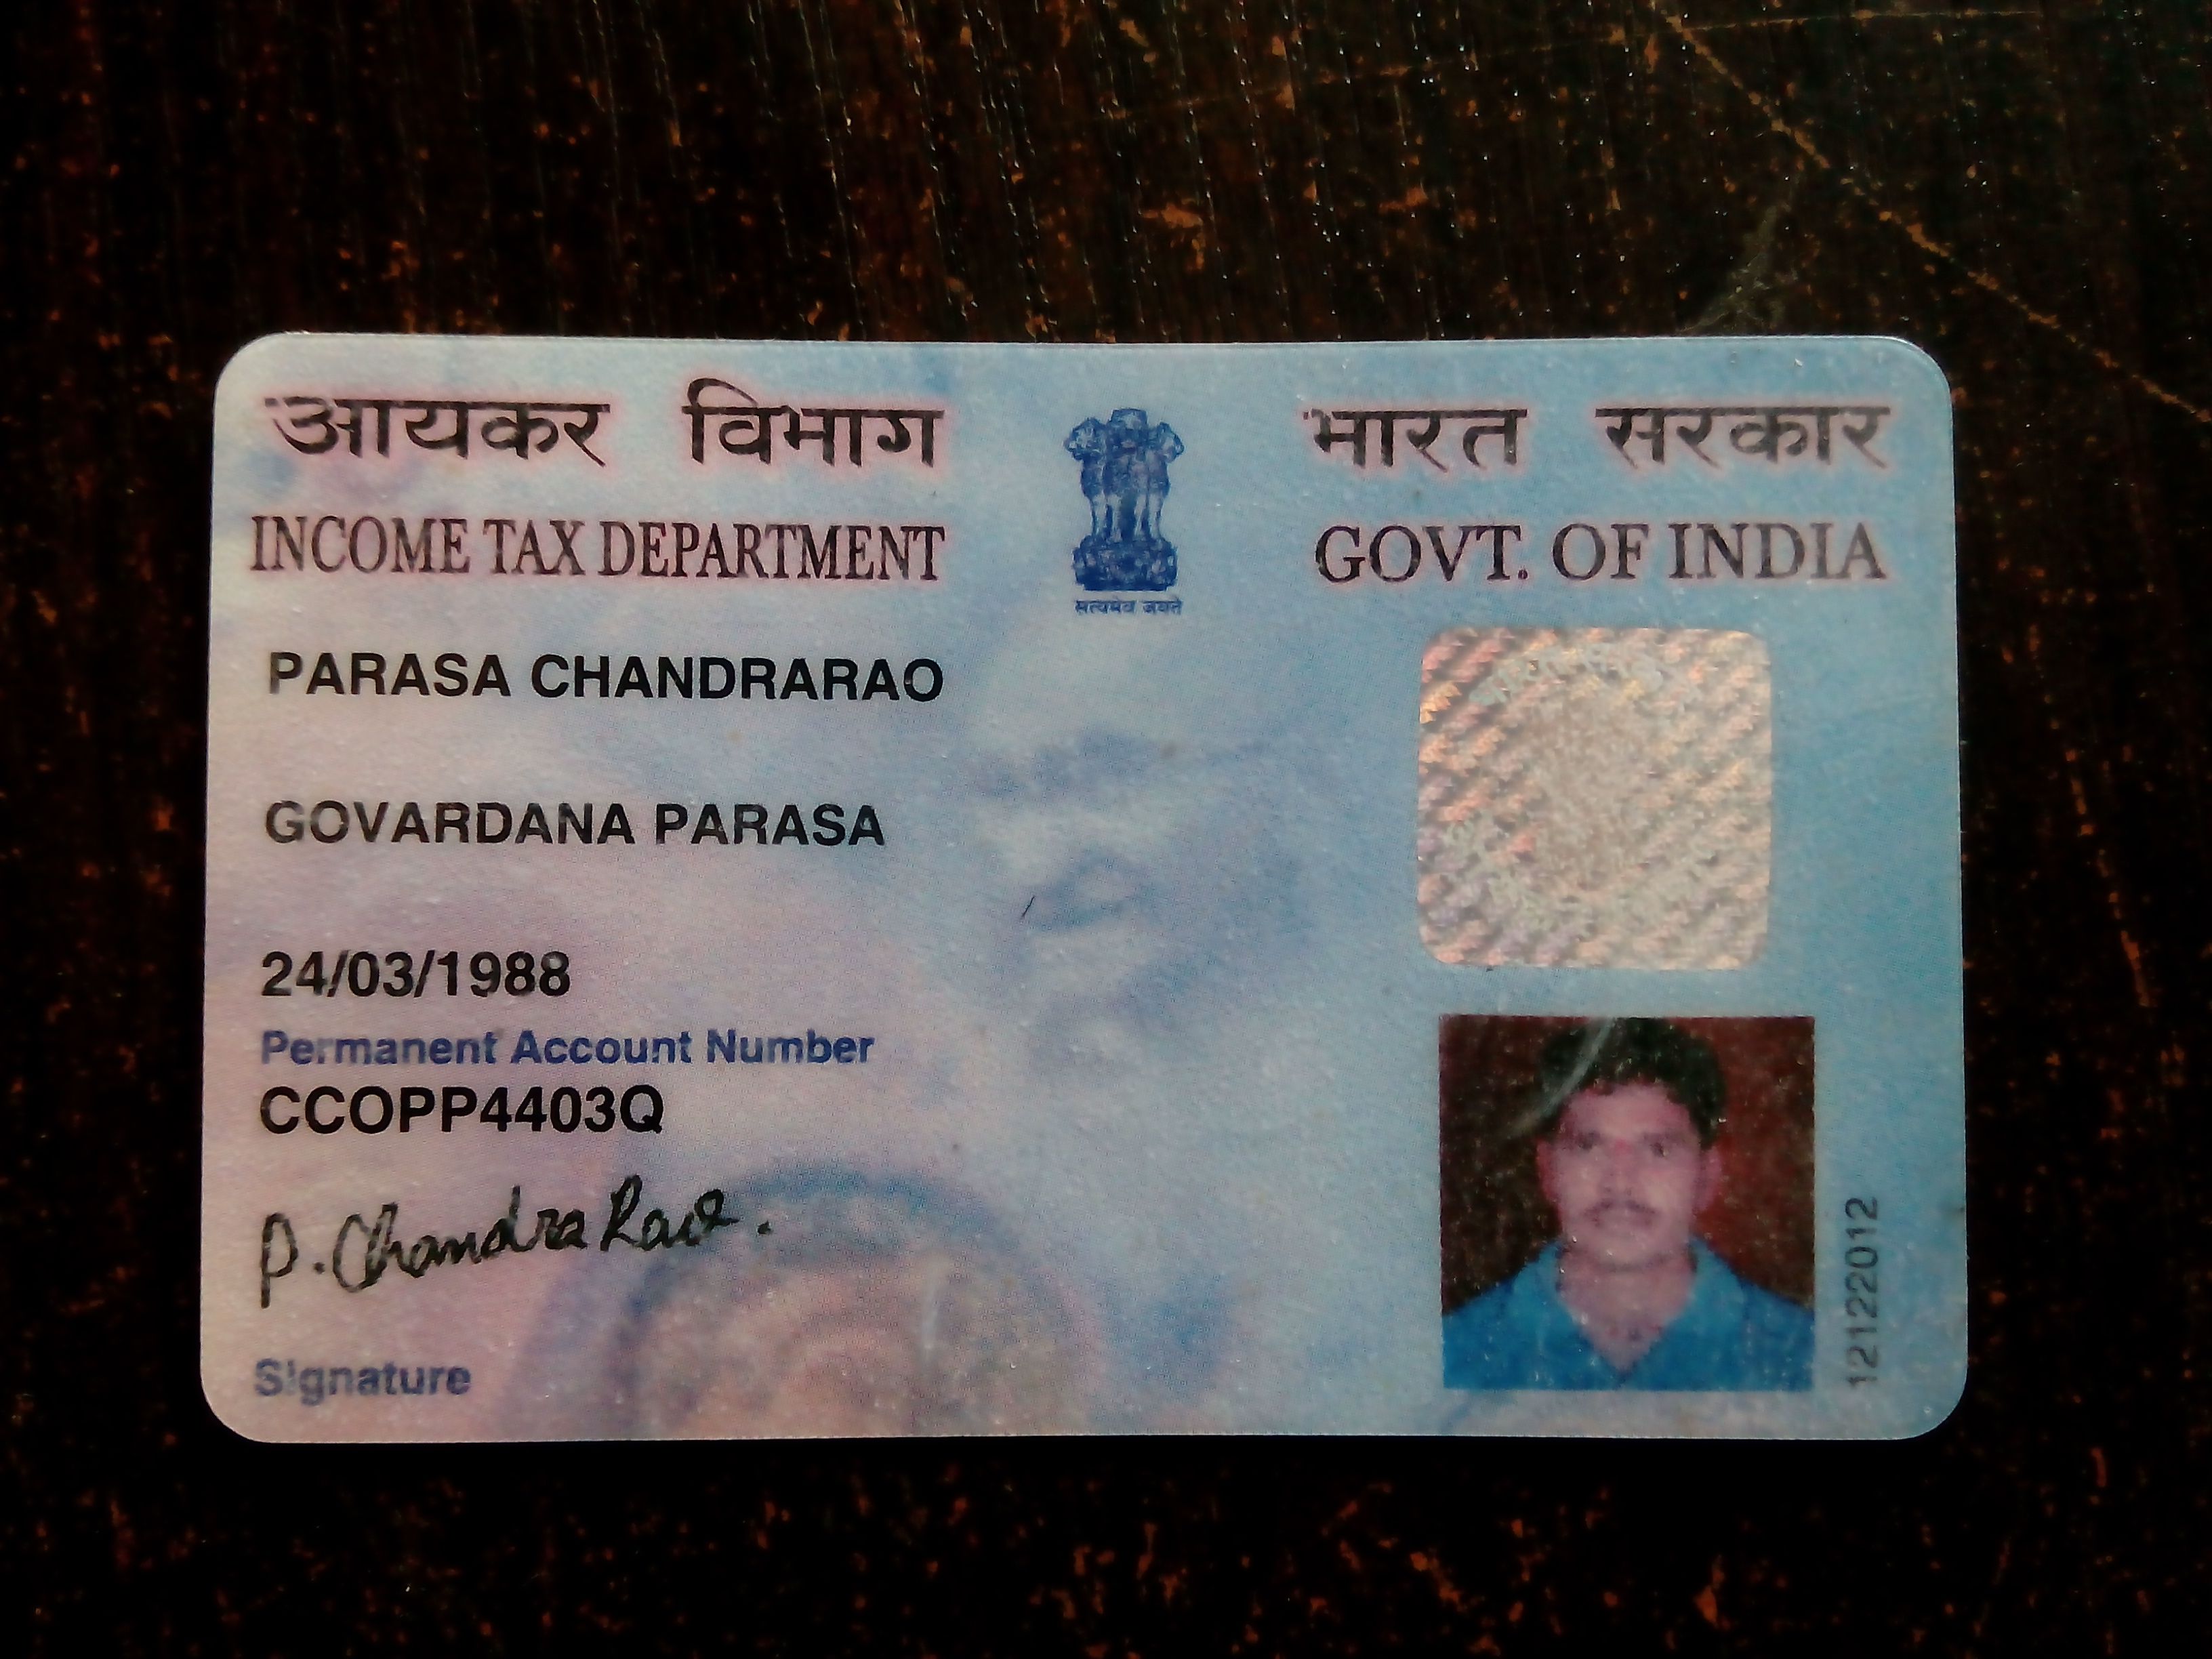 आयकर विभाग
भारत सरकार
INCOME TAX DEPARTMENT
GOVT. OF INDIA
सत्यमेव जयते
PARASA CHANDRARAO
GOVARDANA PARASA
24/03/1988
Permanent Account Number
CCOPP4403Q
P. Chandra Rao.
Signature
12122012